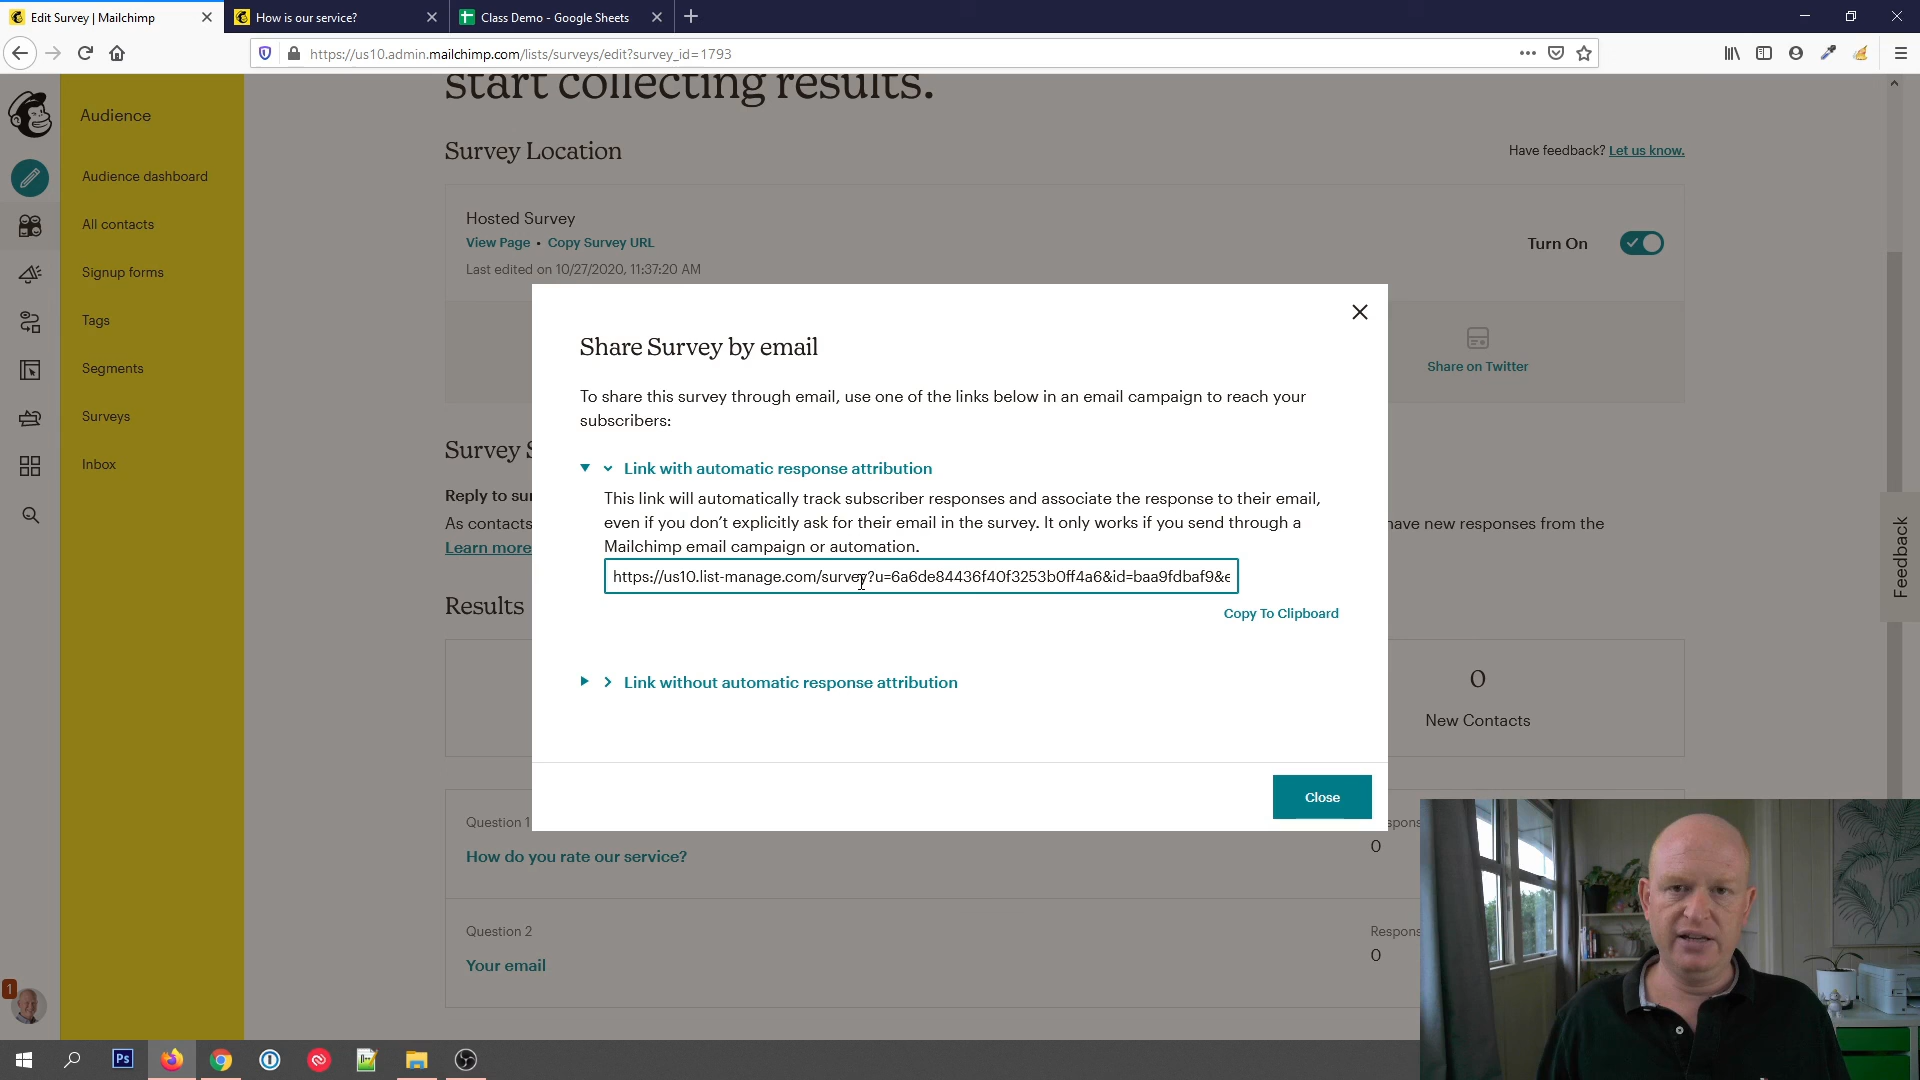 Edit Survey | Mailchimp
How is our service?
Class Demo - Google Sheets
https://us10.admin.mailchimp.com/lists/surveys/edit?survey_id=1793
start collecting results.
Audience
Audience dashboard
All contacts
Signup forms
Tags
Segments
Surveys
Inbox
1
Survey Location
Have feedback? Let us know.
Hosted Survey
View Page • Copy Survey URL
Last edited on 10/27/2020, 11:37:20 AM
Turn On
Share on Twitter
Survey S
Reply to sur
As contacts
have new responses from the
Learn more
Results
0
New Contacts
Share Survey by email
To share this survey through email, use one of the links below in an email campaign to reach your
subscribers:
Link with automatic response attribution
This link will automatically track subscriber responses and associate the response to their email,
even if you don’t explicitly ask for their email in the survey. It only works if you send through a
Mailchimp email campaign or automation.
https://us10.list-manage.com/survey?u=6a6de84436f40f3253b0ff4a6&id=baa9fdbaf9&e
Copy To Clipboard
Link without automatic response attribution
Close
Question 1
How do you rate our service?
spons
0
Question 2
Your email
Respons
0
Feedback
Ps